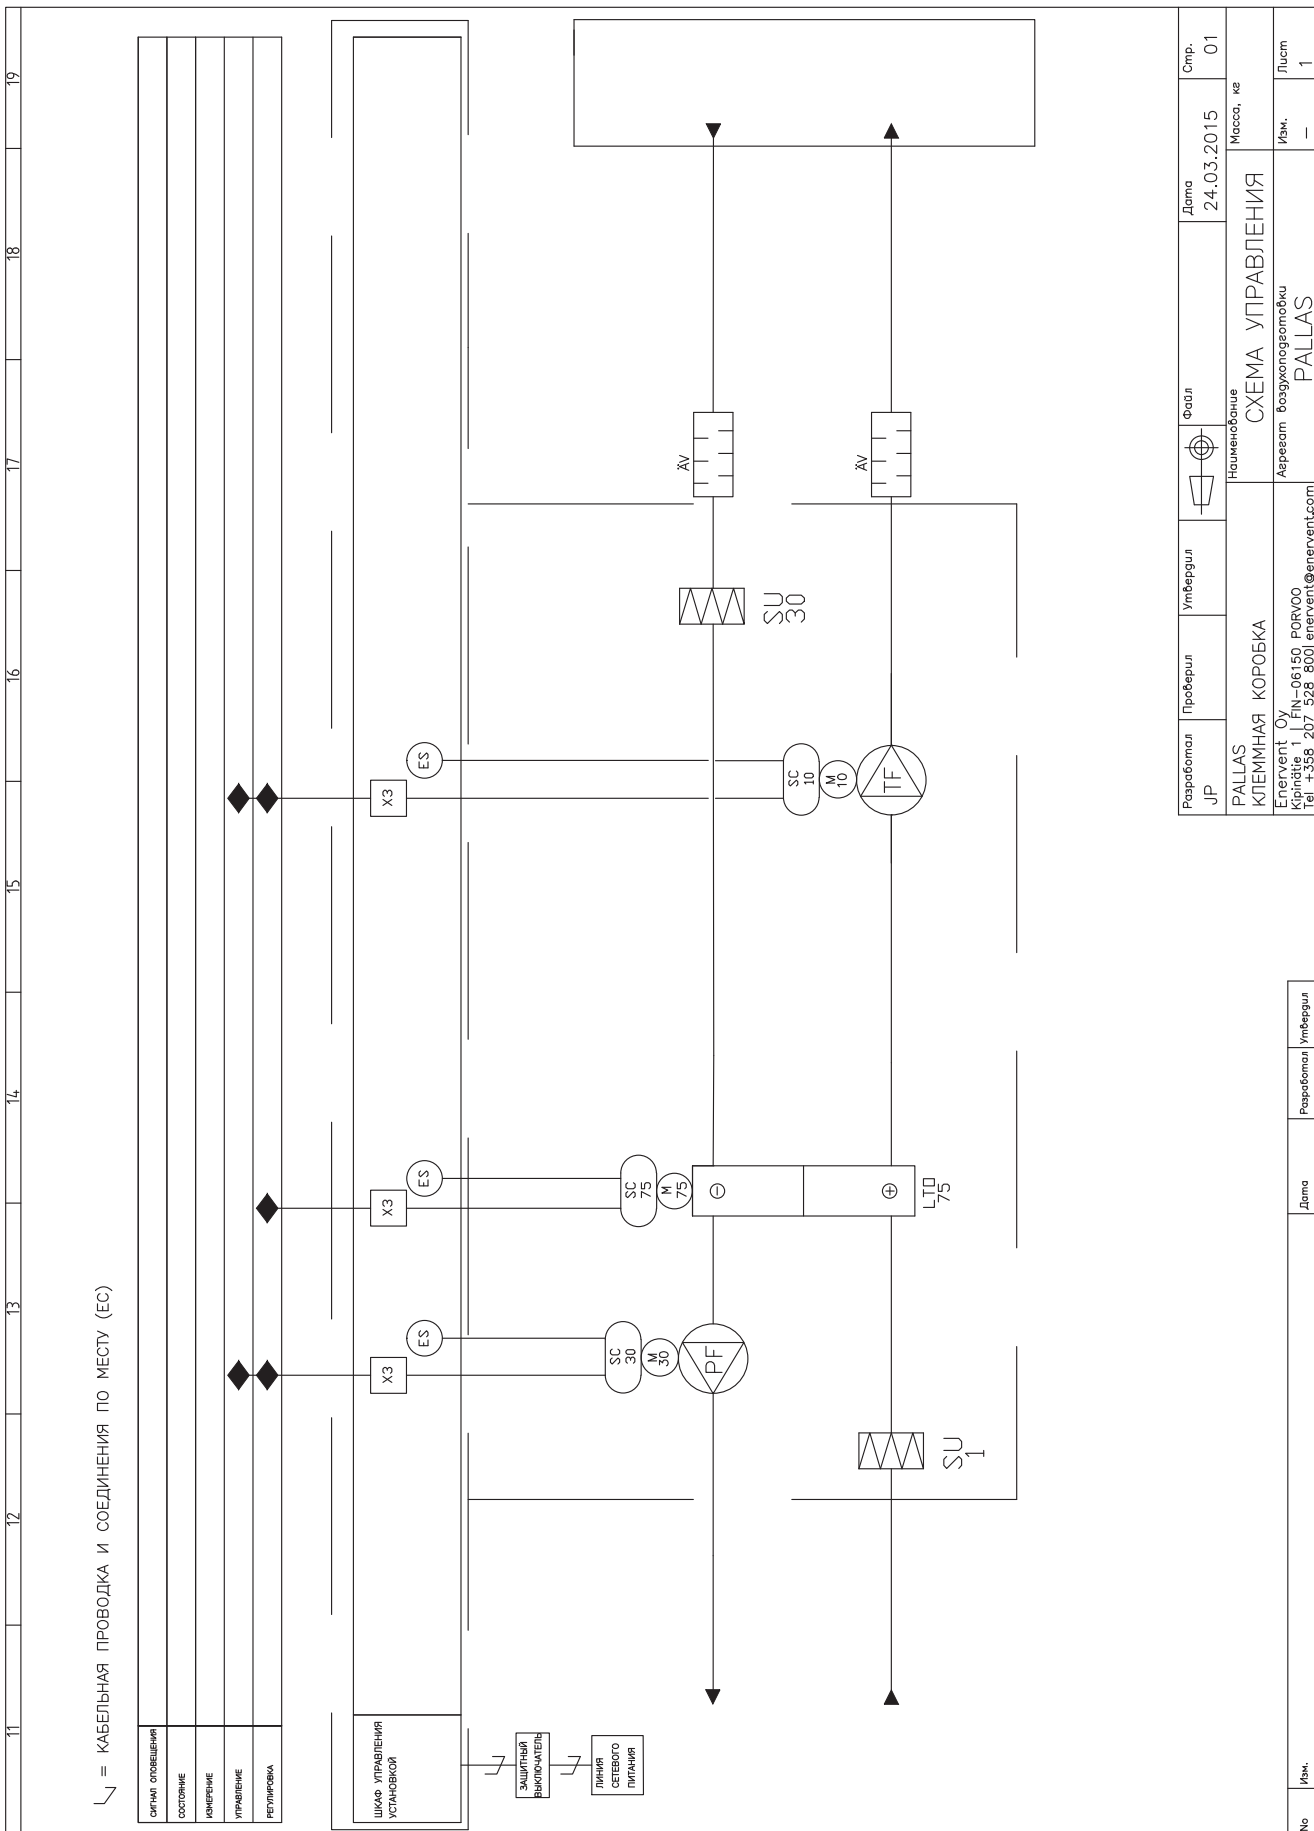 11 12 13 14 15 16 17 18 19
= КАБЕЛЬНАЯ ПРОВОДКА И СОЕДИНЕНИЯ ПО МЕСТУ (EC)
СИГНАЛ ОПОВЕЩЕНИЯ
СОСТОЯНИЕ
ИЗМЕРЕНИЕ
УПРАВЛЕНИЕ
РЕГУЛИРОВКА
ШКАФ УПРАВЛЕНИЯ
УСТАНОВКОЙ
X3
X3
X3
ES
ES
ES
ЗАЩИТНЫЙ
ВЫКЛЮЧАТЕЛЬ
ЛИНИЯ
СЕТЕВОГО
ПИТАНИЯ
SC
30
M
30
PF
SC
75
M
75
LTO
75
SC
10
M
10
TF
SU
30
SU
1
ÄV
ÄV
Разработал
JP
Проверил
Утвердил
Файл
Дата
24.03.2015
Стр.
01
PALLAS
КЛЕММНАЯ КОРОБКА
Наименование
СХЕМА УПРАВЛЕНИЯ
Масса, кг
Enervent Oy
Kipinätie 1 | FIN-06150 PORVOO
Tel +358 207 528 800| enervent@enervent.com
Агрегат воздухоподготовки
PALLAS
Изм.
–
Лист
1
No
Изм.
Дата
Разработал
Утвердил